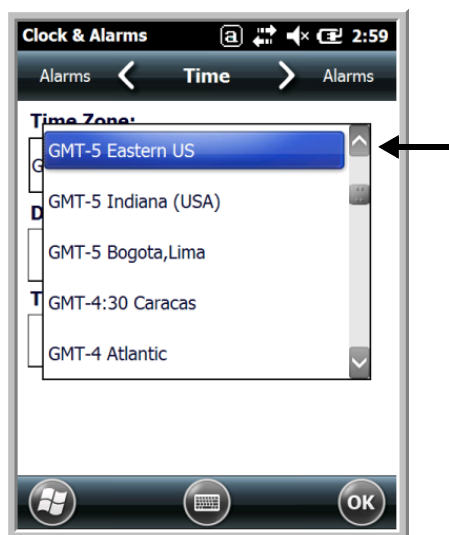 Clock & Alarms a 2:59
Alarms Time Alarms
Time Zone:
G
GMT-5 Eastern US
GMT-5 Indiana (USA)
D
GMT-5 Bogota,Lima
T
GMT-4:30 Caracas
GMT-4 Atlantic
OK